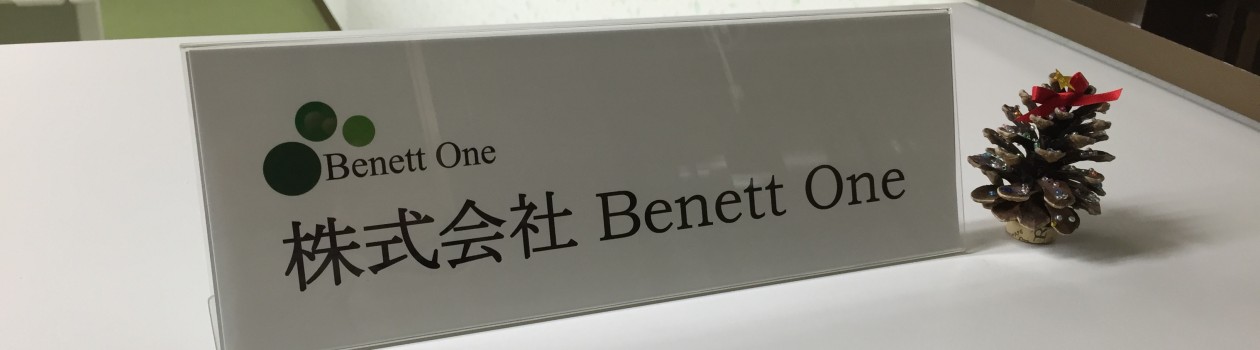 Benett One
株式会社 Benett One